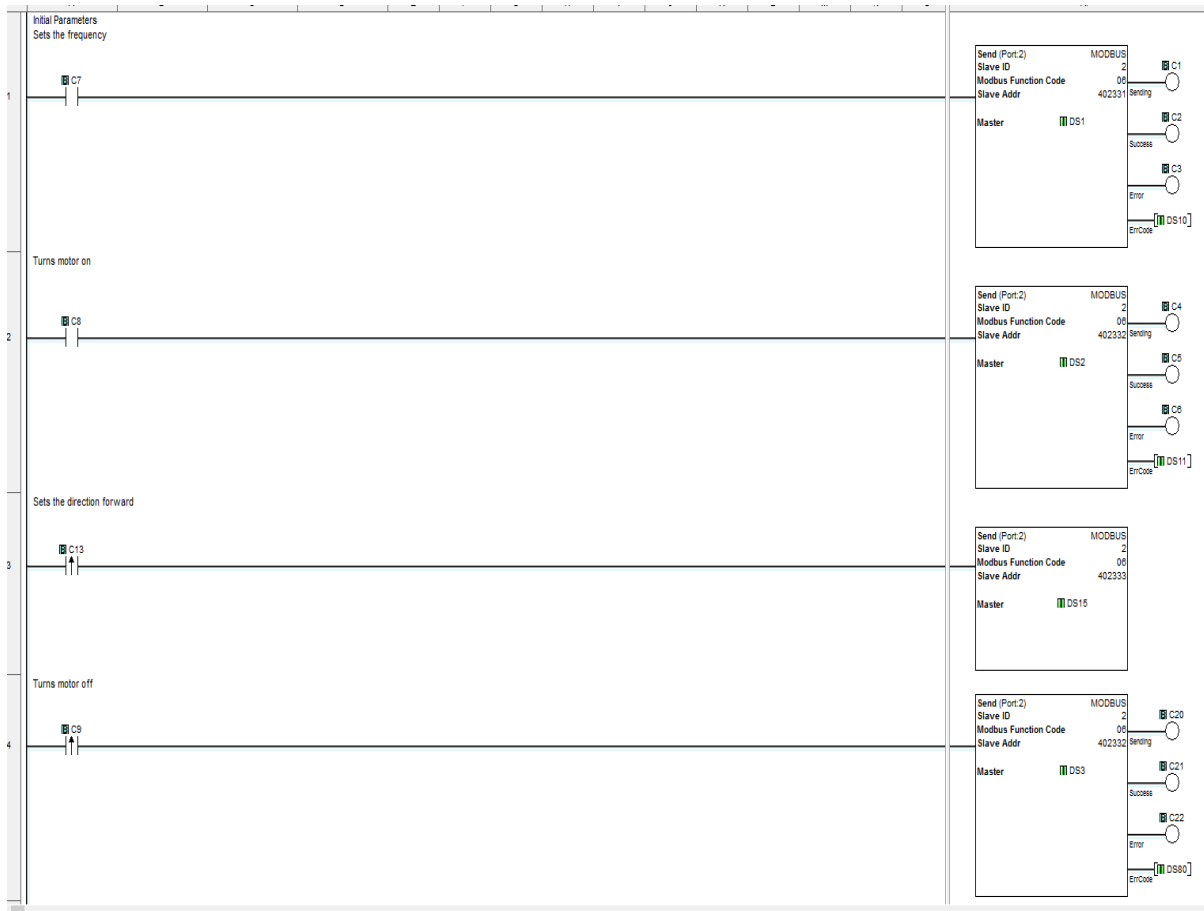 Initial Parameters
Sets the frequency
C7
1
Send (Port:2) MODBUS
Slave ID 2
Modbus Function Code 06
Slave Addr 402331
Master DS1
C1
Sending
C2
Success
C3
Error
DS10
ErrCode
Turns motor on
C8
2
Send (Port:2) MODBUS
Slave ID 2
Modbus Function Code 06
Slave Addr 402332
Master DS2
C4
Sending
C5
Success
C6
Error
DS11
ErrCode
Sets the direction forward
C13
3
Send (Port:2) MODBUS
Slave ID 2
Modbus Function Code 06
Slave Addr 402333
Master DS15
Turns motor off
C9
4
Send (Port:2) MODBUS
Slave ID 2
Modbus Function Code 06
Slave Addr 402332
Master DS3
C20
Sending
C21
Success
C22
Error
DS80
ErrCode